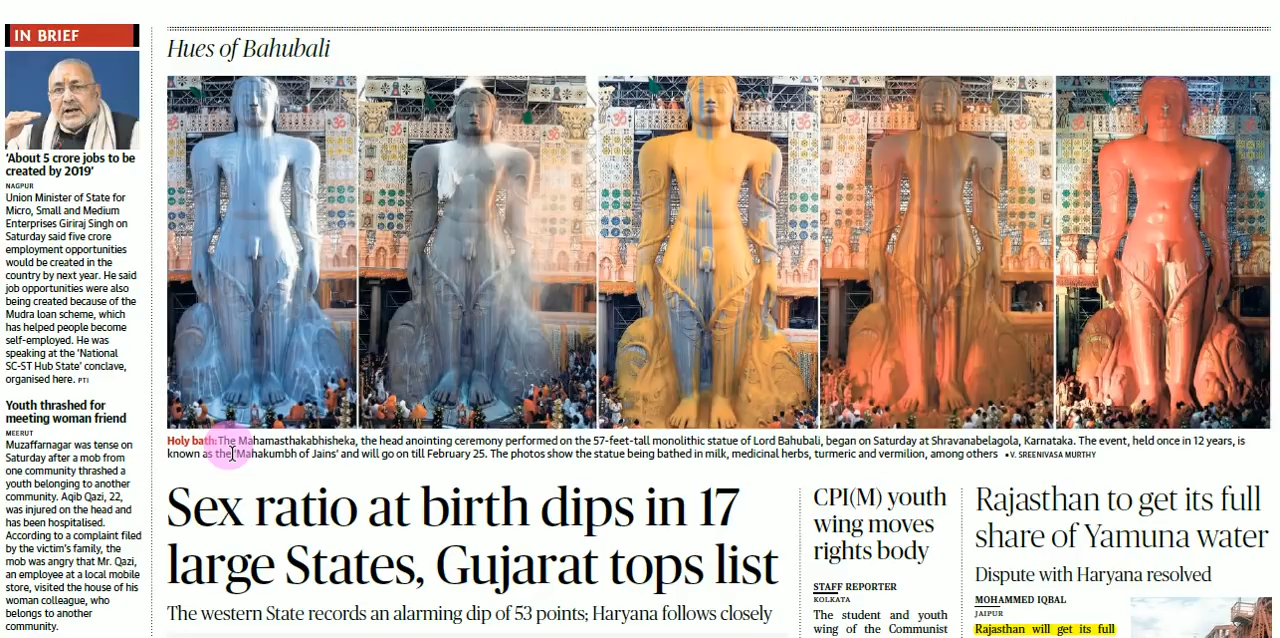 IN BRIEF
'About 5 crore jobs to be
created by 2019'
NAGPUR
Union Minister of State for
Micro, Small and Medium
Enterprises Giriraj Singh on
Saturday said five crore
employment opportunities
would be created in the
country by next year. He said
job opportunities were also
being created because of the
Mudra loan scheme, which
has helped people become
self-employed. He was
speaking at the 'National
SC-ST Hub State' conclave,
organised here. PTI
Youth thrashed for
meeting woman friend
MEERUT
Muzaffarnagar was tense on
Saturday after a mob from
one community thrashed a
youth belonging to another
community. Aqib Qazi, 22,
was injured on the head and
has been hospitalised.
According to a complaint filed
by the victim's family, the
mob was angry that Mr. Qazi,
an employee at a local mobile
store, visited the house of his
woman colleague, who
belongs to another
community.
Hues of Bahubali
Holy bath: The Mahamasthakabhisheka, the head anointing ceremony performed on the 57-feet-tall monolithic statue of Lord Bahubali, began on Saturday at Shravanabelagola, Karnataka. The event, held once in 12 years, is
known as the 'Mahakumbh of Jains' and will go on till February 25. The photos show the statue being bathed in milk, medicinal herbs, turmeric and vermilion, among others • V. SREENIVASA MURTHY
Sex ratio at birth dips in 17
large States, Gujarat tops list
The western State records an alarming dip of 53 points; Haryana follows closely
CPI(M) youth
wing moves
rights body
STAFF REPORTER
KOLKATA
The student and youth
wing of the Communist
Rajasthan to get its full
share of Yamuna water
Dispute with Haryana resolved
MOHAMMED IQBAL
JAIPUR
Rajasthan will get its full